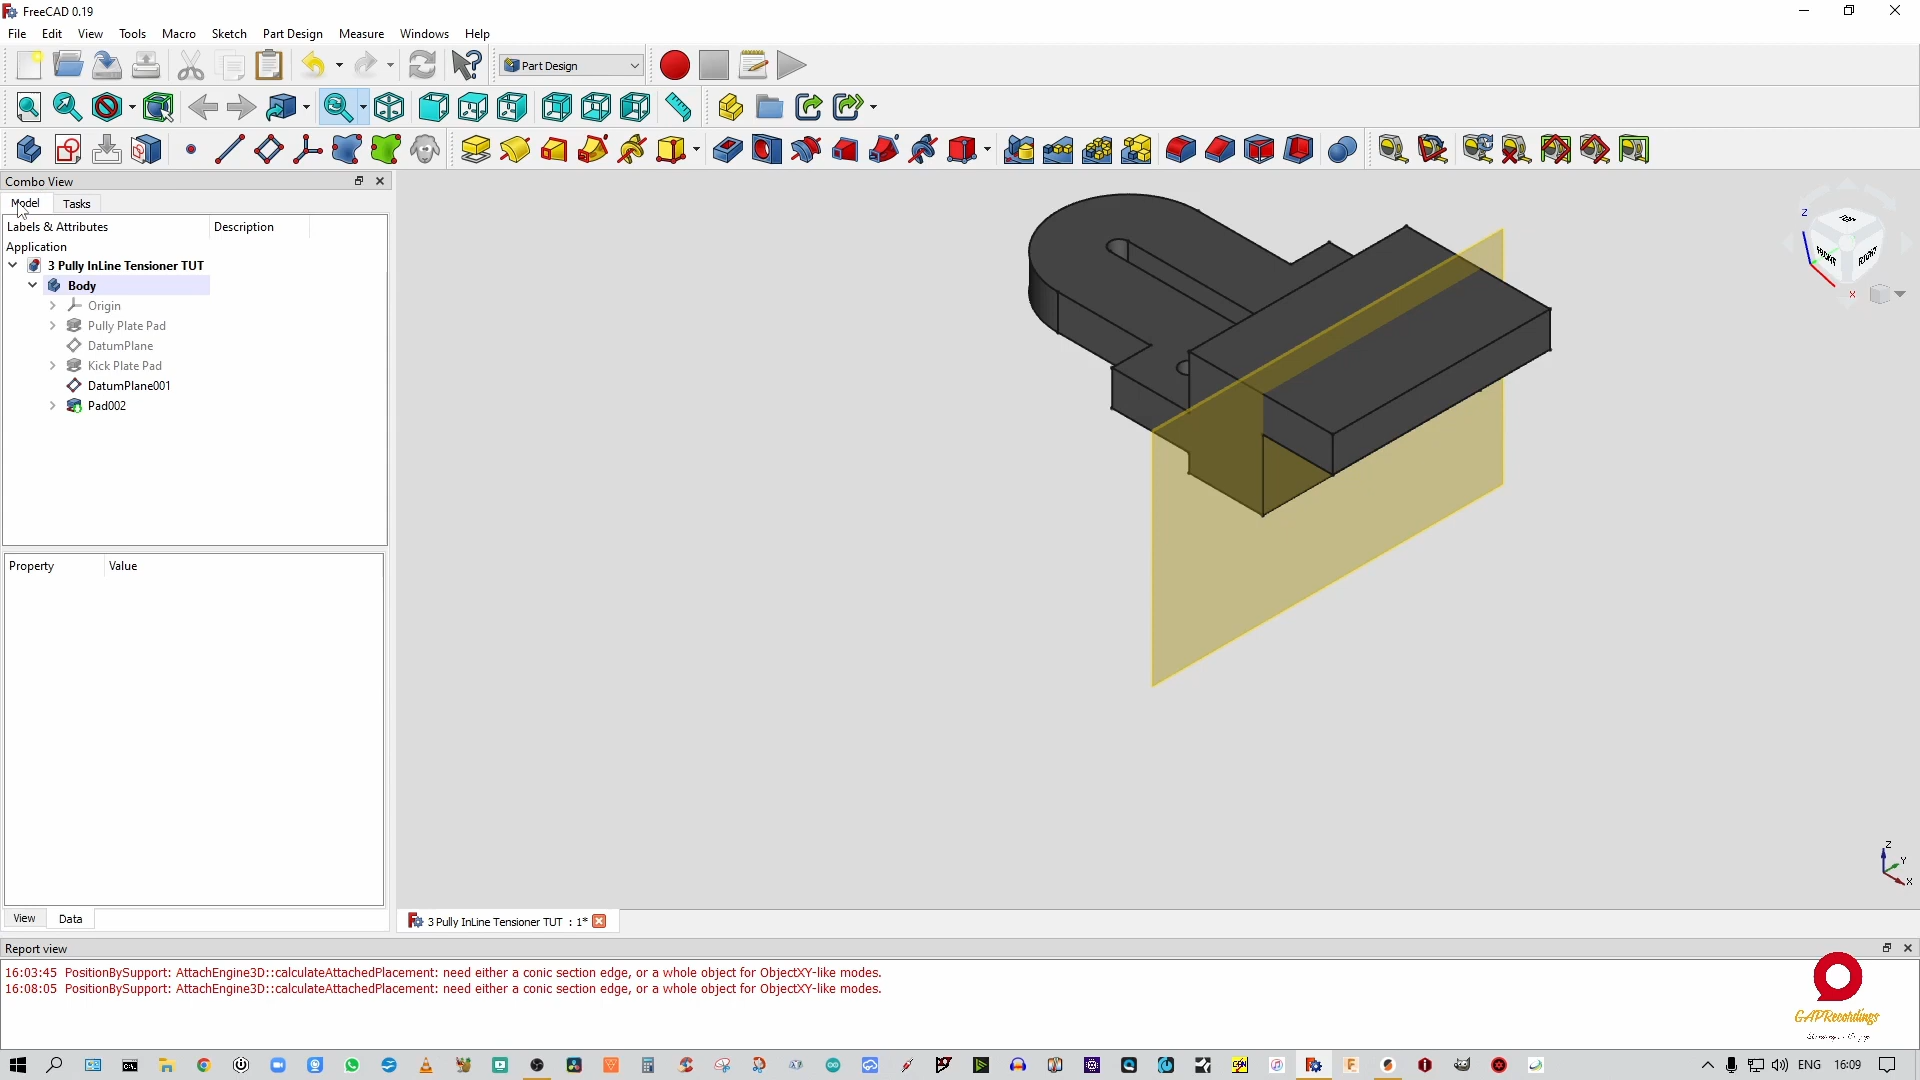 FreeCAD 0.19
File Edit View Tools Macro Sketch Part Design Measure Windows Help
Part Design
Combo View
Model Tasks
Labels & Attributes Description
Application
3 Pully InLine Tensioner TUT
Body
Origin
Pully Plate Pad
DatumPlane
Kick Plate Pad
DatumPlane001
Pad002
Property Value
View Data
TOP
FRONT RIGHT
Z
X
Z
Y
X
3 Pully InLine Tensioner TUT : 1*
Report view
16:03:45 PositionBySupport: AttachEngine3D::calculateAttachedPlacement: need either a conic section edge, or a whole object for ObjectXY-like modes.
16:08:05 PositionBySupport: AttachEngine3D::calculateAttachedPlacement: need either a conic section edge, or a whole object for ObjectXY-like modes.
GAPRecordings
ENG 16:09